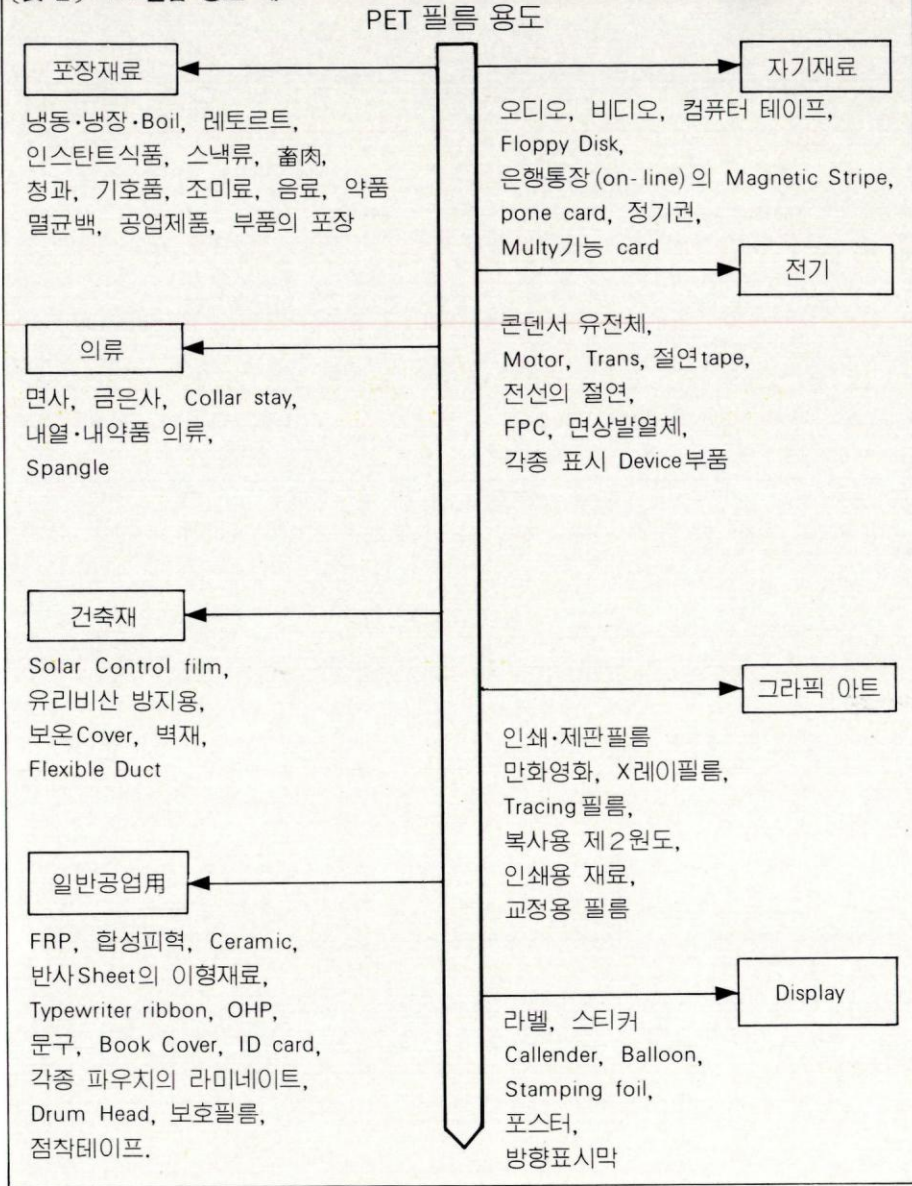 PET 필름 용도
포장재료
냉동·냉장·Boil, 레토르트,
인스탄트식품, 스낵류, 畜肉,
청과, 기호품, 조미료, 음료, 약품
멸균백, 공업제품, 부품의 포장
의류
면사, 금은사, Collar stay,
내열·내약품 의류,
Spangle
건축재
Solar Control film,
유리비산 방지용,
보온Cover, 벽재,
Flexible Duct
일반공업用
FRP, 합성피혁, Ceramic,
반사Sheet의 이형재료,
Typewriter ribbon, OHP,
문구, Book Cover, ID card,
각종 파우치의 라미네이트,
Drum Head, 보호필름,
점착테이프.
자기재료
오디오, 비디오, 컴퓨터 테이프,
Floppy Disk,
은행통장(on-line)의 Magnetic Stripe,
pone card, 정기권,
Multy기능 card
전기
콘덴서 유전체,
Motor, Trans, 절연tape,
전선의 절연,
FPC, 면상발열체,
각종 표시 Device부품
그라픽 아트
인쇄·제판필름
만화영화, X레이필름,
Tracing필름,
복사용 제2원도,
인쇄용 재료,
교정용 필름
Display
라벨, 스티커
Callender, Balloon,
Stamping foil,
포스터,
방향표시막